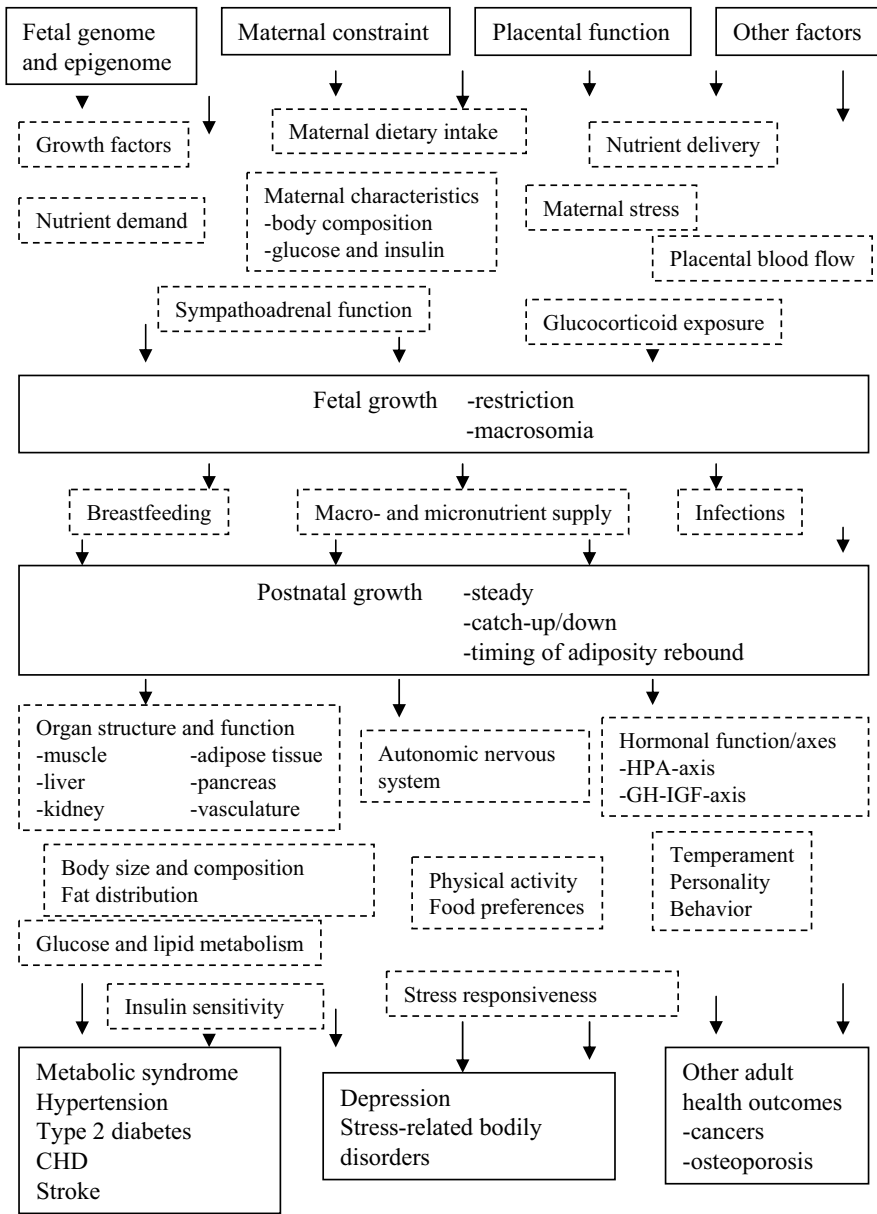 Fetal genome
and epigenome
Maternal constraint
Placental function
Other factors
Growth factors
Maternal dietary intake
Nutrient delivery
Nutrient demand
Maternal characteristics
-body composition
-glucose and insulin
Maternal stress
Placental blood flow
Sympathoadrenal function
Glucocorticoid exposure
Fetal growth -restriction
-macrosomia
Breastfeeding
Macro- and micronutrient supply
Infections
Postnatal growth -steady
-catch-up/down
-timing of adiposity rebound
Organ structure and function
-muscle -adipose tissue
-liver -pancreas
-kidney -vasculature
Autonomic nervous
system
Hormonal function/axes
-HPA-axis
-GH-IGF-axis
Body size and composition
Fat distribution
Physical activity
Food preferences
Temperament
Personality
Behavior
Glucose and lipid metabolism
Insulin sensitivity
Stress responsiveness
Metabolic syndrome
Hypertension
Type 2 diabetes
CHD
Stroke
Depression
Stress-related bodily
disorders
Other adult
health outcomes
-cancers
-osteoporosis